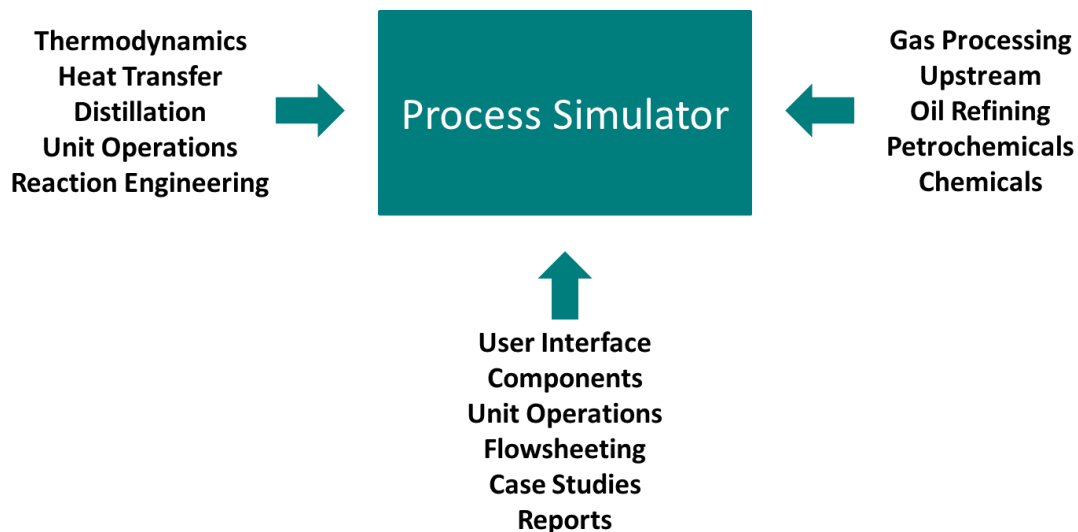 Thermodynamics
Heat Transfer
Distillation
Unit Operations
Reaction Engineering
Process Simulator
Gas Processing
Upstream
Oil Refining
Petrochemicals
Chemicals
User Interface
Components
Unit Operations
Flowsheeting
Case Studies
Reports